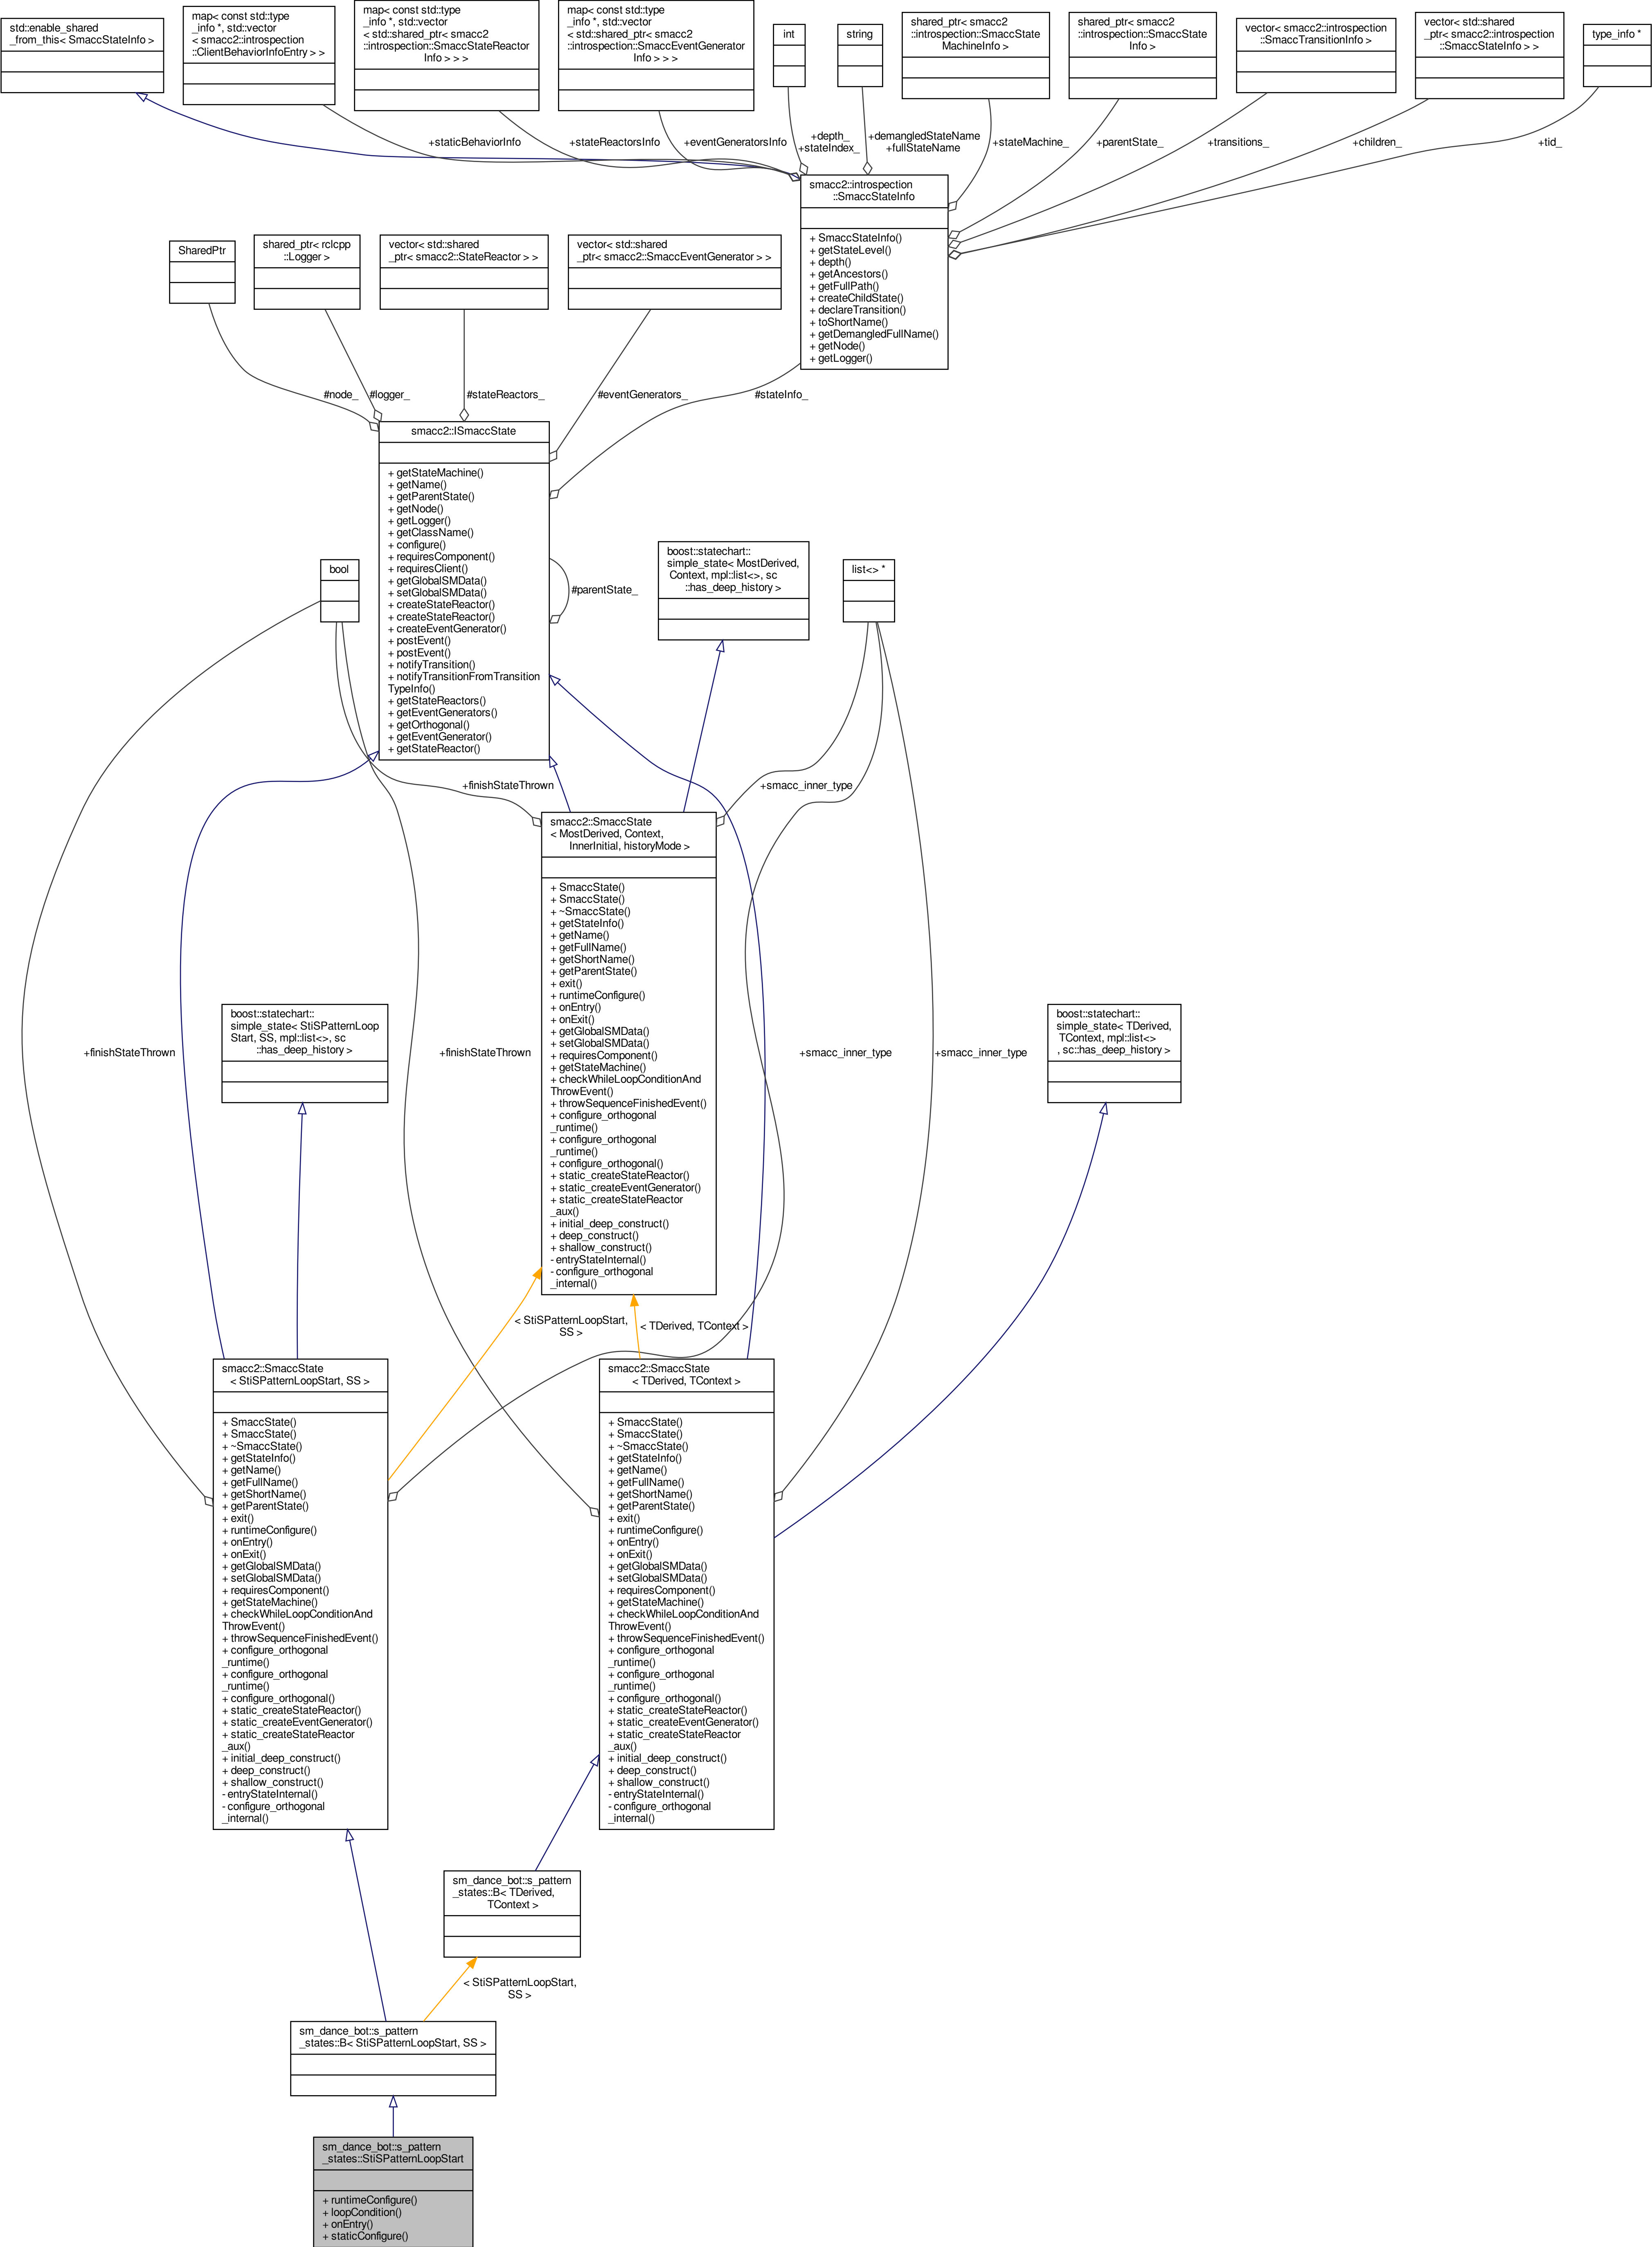 std::enable_shared
_from_this< SmaccStateInfo >
map< const std::type
_info *, std::vector
< smacc2::introspection
::ClientBehaviorInfoEntry > >
map< const std::type
_info *, std::vector
< std::shared_ptr< smacc2
::introspection::SmaccStateReactor
Info > > >
map< const std::type
_info *, std::vector
< std::shared_ptr< smacc2
::introspection::SmaccEventGenerator
Info > > >
int
string
shared_ptr< smacc2
::introspection::SmaccState
MachineInfo >
shared_ptr< smacc2
::introspection::SmaccState
Info >
vector< smacc2::introspection
::SmaccTransitionInfo >
vector< std::shared
_ptr< smacc2::introspection
::SmaccStateInfo > >
type_info *
+staticBehaviorInfo
+stateReactorsInfo
+eventGeneratorsInfo
+depth_
+stateIndex_
+demangledStateName
+fullStateName
+stateMachine_
+parentState_
+transitions_
+children_
+tid_
smacc2::introspection
::SmaccStateInfo
+ SmaccStateInfo()
+ getStateLevel()
+ depth()
+ getAncestors()
+ getFullPath()
+ createChildState()
+ declareTransition()
+ toShortName()
+ getDemangledFullName()
+ getNode()
+ getLogger()
SharedPtr
shared_ptr< rclcpp
::Logger >
vector< std::shared
_ptr< smacc2::StateReactor > >
vector< std::shared
_ptr< smacc2::SmaccEventGenerator > >
#node_
#logger_
#stateReactors_
#eventGenerators_
#stateInfo_
smacc2::ISmaccState
+ getStateMachine()
+ getName()
+ getParentState()
+ getNode()
+ getLogger()
+ getClassName()
+ configure()
+ requiresComponent()
+ requiresClient()
+ getGlobalSMData()
+ setGlobalSMData()
+ createStateReactor()
+ createStateReactor()
+ createEventGenerator()
+ postEvent()
+ postEvent()
+ notifyTransition()
+ notifyTransitionFromTransition
TypeInfo()
+ getStateReactors()
+ getEventGenerators()
+ getOrthogonal()
+ getEventGenerator()
+ getStateReactor()
#parentState_
bool
boost::statechart::
simple_state< MostDerived,
Context, mpl::list<>, sc
::has_deep_history >
list<> *
+finishStateThrown
+smacc_inner_type
smacc2::SmaccState
< MostDerived, Context,
InnerInitial, historyMode >
+ SmaccState()
+ SmaccState()
+ ~SmaccState()
+ getStateInfo()
+ getName()
+ getFullName()
+ getShortName()
+ getParentState()
+ exit()
+ runtimeConfigure()
+ onEntry()
+ onExit()
+ getGlobalSMData()
+ setGlobalSMData()
+ requiresComponent()
+ getStateMachine()
+ checkWhileLoopConditionAnd
ThrowEvent()
+ throwSequenceFinishedEvent()
+ configure_orthogonal
_runtime()
+ configure_orthogonal
_runtime()
+ configure_orthogonal()
+ static_createStateReactor()
+ static_createEventGenerator()
+ static_createStateReactor
_aux()
+ initial_deep_construct()
+ deep_construct()
+ shallow_construct()
- entryStateInternal()
- configure_orthogonal
_internal()
boost::statechart::
simple_state< StiSPatternLoop
Start, SS, mpl::list<>, sc
::has_deep_history >
boost::statechart::
simple_state< TDerived,
TContext, mpl::list<>
, sc::has_deep_history >
+finishStateThrown
+finishStateThrown
+smacc_inner_type
+smacc_inner_type
< StiSPatternLoopStart,
SS >
< TDerived, TContext >
smacc2::SmaccState
< StiSPatternLoopStart, SS >
+ SmaccState()
+ SmaccState()
+ ~SmaccState()
+ getStateInfo()
+ getName()
+ getFullName()
+ getShortName()
+ getParentState()
+ exit()
+ runtimeConfigure()
+ onEntry()
+ onExit()
+ getGlobalSMData()
+ setGlobalSMData()
+ requiresComponent()
+ getStateMachine()
+ checkWhileLoopConditionAnd
ThrowEvent()
+ throwSequenceFinishedEvent()
+ configure_orthogonal
_runtime()
+ configure_orthogonal
_runtime()
+ configure_orthogonal()
+ static_createStateReactor()
+ static_createEventGenerator()
+ static_createStateReactor
_aux()
+ initial_deep_construct()
+ deep_construct()
+ shallow_construct()
- entryStateInternal()
- configure_orthogonal
_internal()
smacc2::SmaccState
< TDerived, TContext >
+ SmaccState()
+ SmaccState()
+ ~SmaccState()
+ getStateInfo()
+ getName()
+ getFullName()
+ getShortName()
+ getParentState()
+ exit()
+ runtimeConfigure()
+ onEntry()
+ onExit()
+ getGlobalSMData()
+ setGlobalSMData()
+ requiresComponent()
+ getStateMachine()
+ checkWhileLoopConditionAnd
ThrowEvent()
+ throwSequenceFinishedEvent()
+ configure_orthogonal
_runtime()
+ configure_orthogonal
_runtime()
+ configure_orthogonal()
+ static_createStateReactor()
+ static_createEventGenerator()
+ static_createStateReactor
_aux()
+ initial_deep_construct()
+ deep_construct()
+ shallow_construct()
- entryStateInternal()
- configure_orthogonal
_internal()
sm_dance_bot::s_pattern
_states::B< TDerived,
TContext >
< StiSPatternLoopStart,
SS >
sm_dance_bot::s_pattern
_states::B< StiSPatternLoopStart, SS >
sm_dance_bot::s_pattern
_states::StiSPatternLoopStart
+ runtimeConfigure()
+ loopCondition()
+ onEntry()
+ staticConfigure()